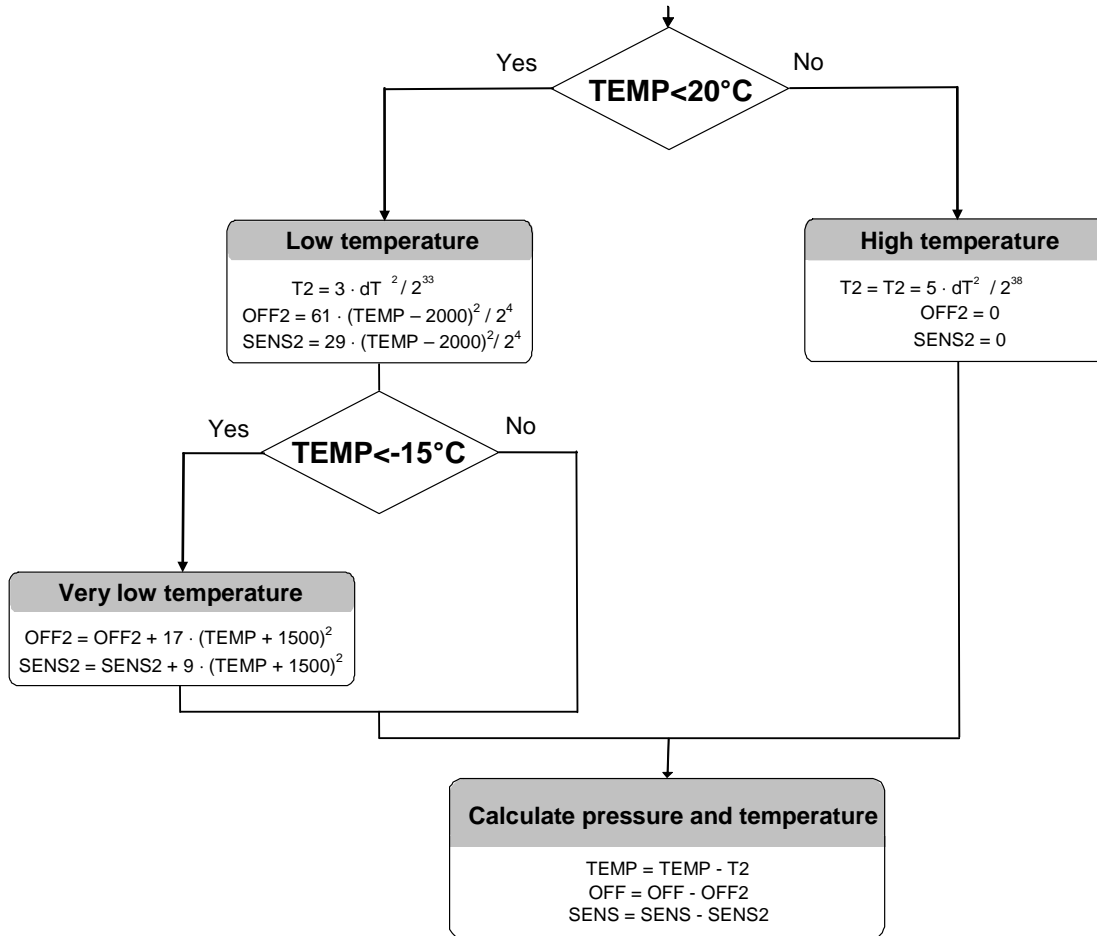 Yes
No
TEMP<20°C
Low temperature
T2 = 3 · dT ² / 2³³
OFF2 = 61 · (TEMP – 2000)² / 2⁴
SENS2 = 29 · (TEMP – 2000)²/ 2⁴
High temperature
T2 = T2 = 5 · dT² / 2³⁸
OFF2 = 0
SENS2 = 0
Yes
No
TEMP<-15°C
Very low temperature
OFF2 = OFF2 + 17 · (TEMP + 1500)²
SENS2 = SENS2 + 9 · (TEMP + 1500)²
Calculate pressure and temperature
TEMP = TEMP - T2
OFF = OFF - OFF2
SENS = SENS - SENS2